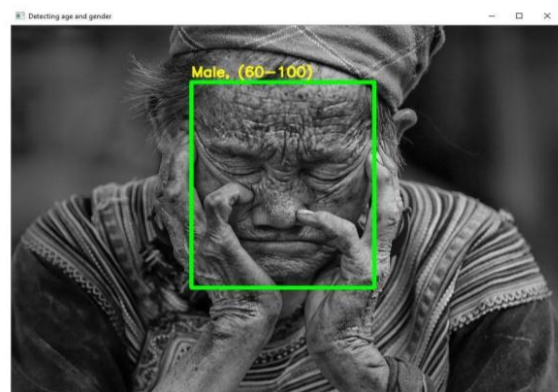 Detecting age and gender
Male, (60-100)